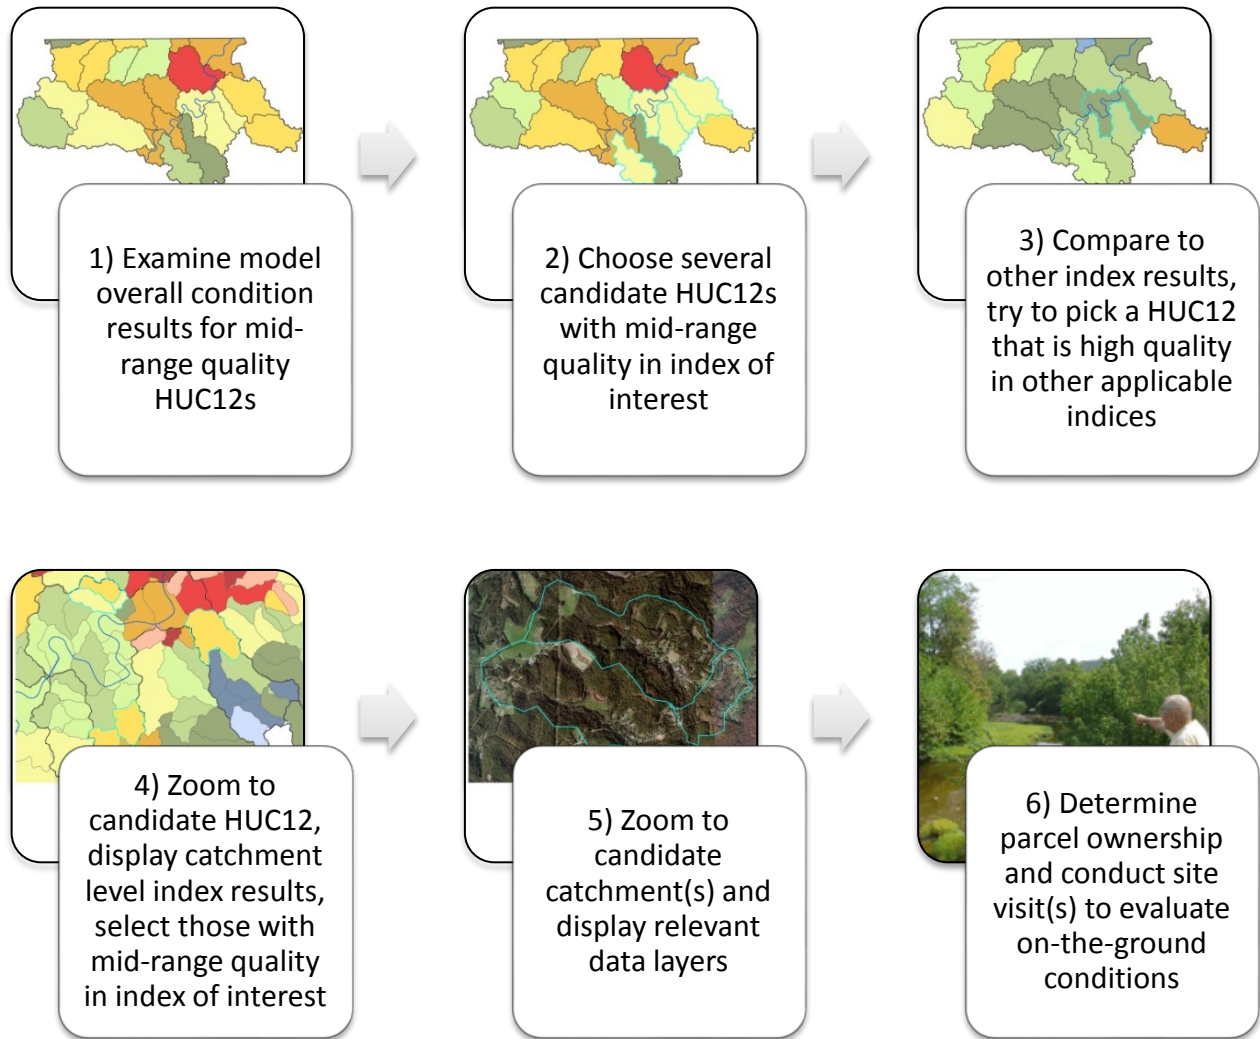 1) Examine model
overall condition
results for mid-
range quality
HUC12s
2) Choose several
candidate HUC12s
with mid-range
quality in index of
interest
3) Compare to
other index results,
try to pick a HUC12
that is high quality
in other applicable
indices
4) Zoom to
candidate HUC12,
display catchment
level index results,
select those with
mid-range quality
in index of interest
5) Zoom to
candidate
catchment(s) and
display relevant
data layers
6) Determine
parcel ownership
and conduct site
visit(s) to evaluate
on-the-ground
conditions